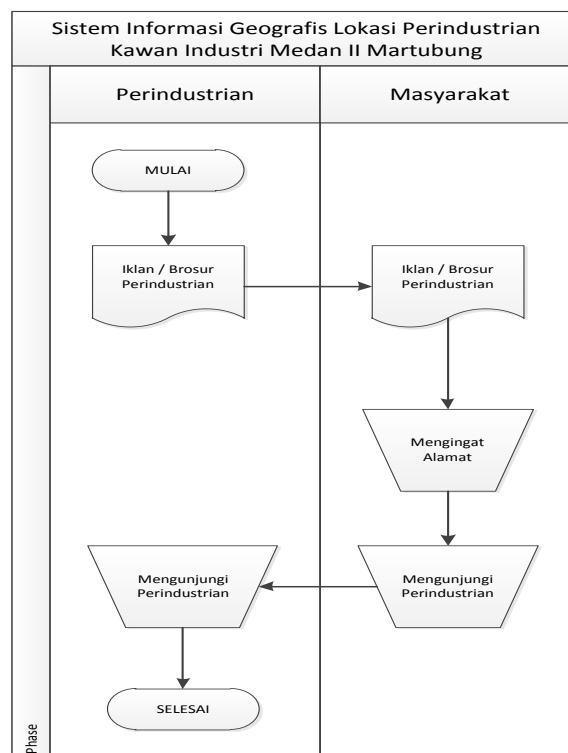 Sistem Informasi Geografis Lokasi Perindustrian
Kawan Industri Medan II Martubung
Perindustrian
Masyarakat
MULAI
Iklan / Brosur
Perindustrian
Iklan / Brosur
Perindustrian
Mengingat
Alamat
Mengunjungi
Perindustrian
Mengunjungi
Perindustrian
SELESAI
Phase